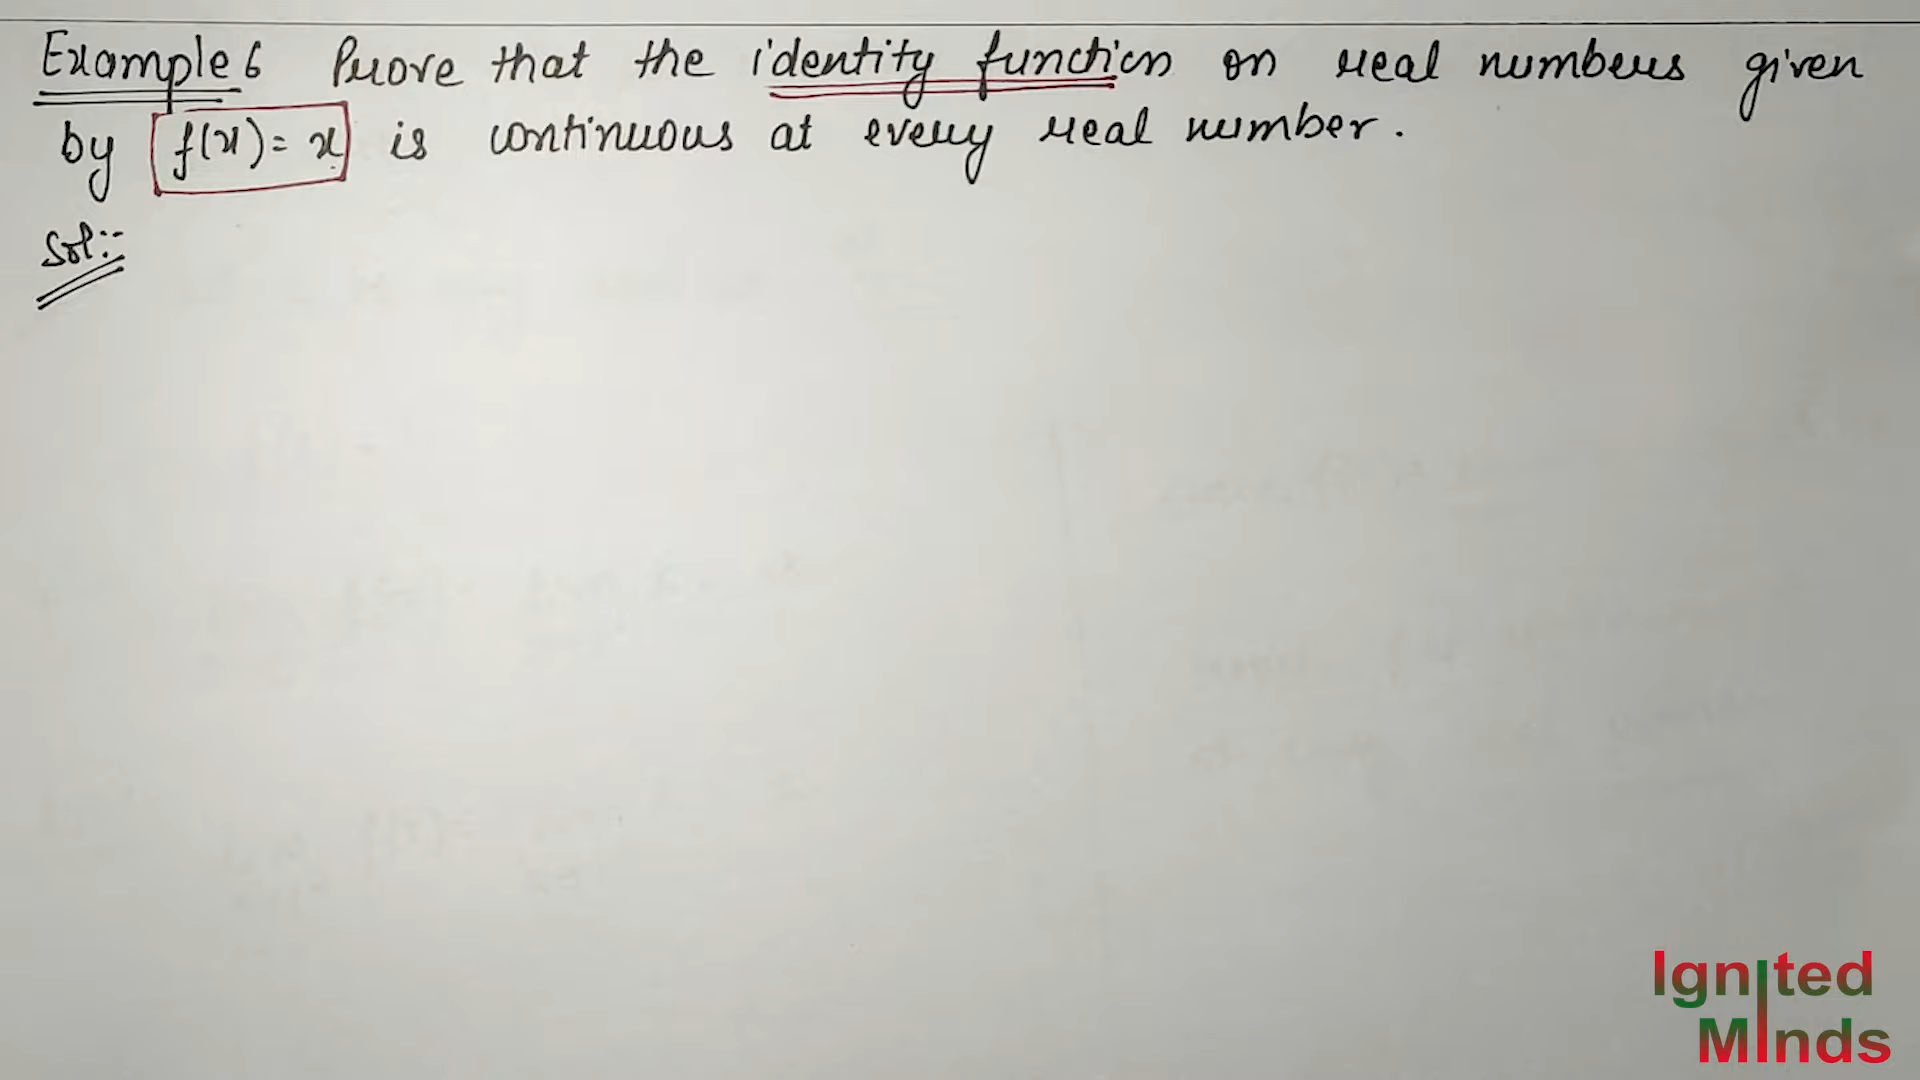 Example 6 Prove that the identity function on real numbers given
by f(x) = x is continuous at every real number.
Sol:-
Ignited
Minds